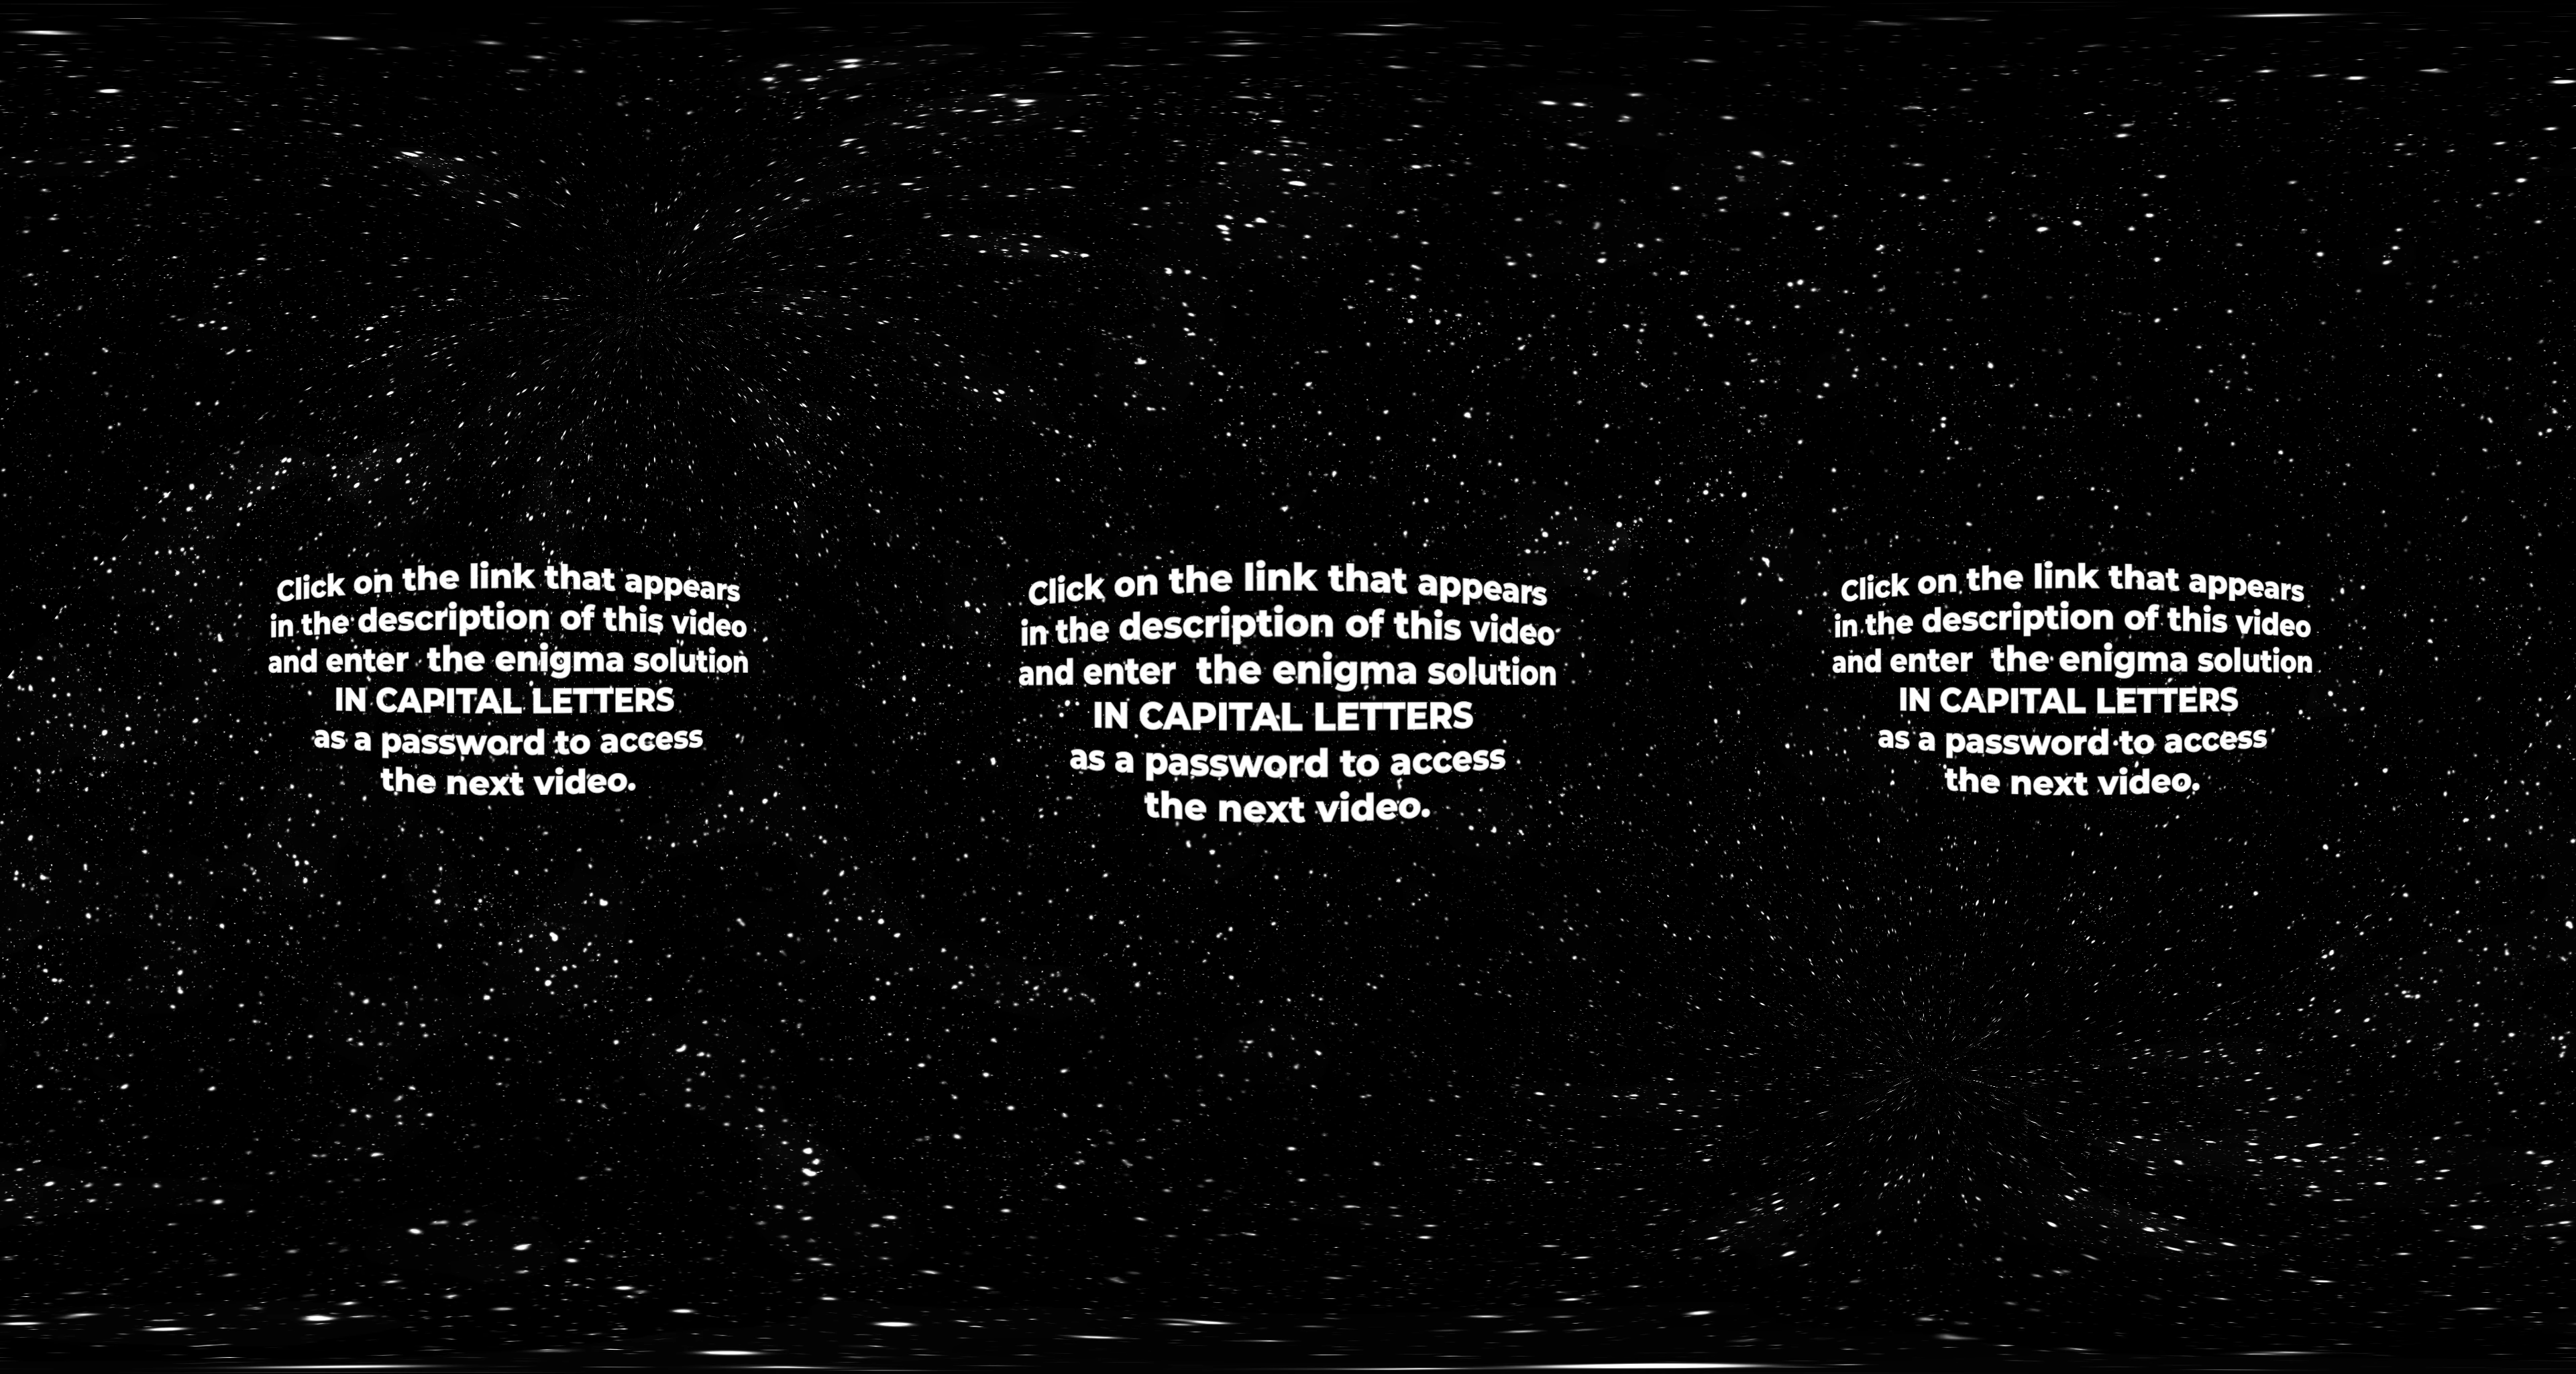 Click on the link that appears
in the description of this video
and enter the enigma solution
IN CAPITAL LETTERS
as a password to access
the next video.
Click on the link that appears
in the description of this video
and enter the enigma solution
IN CAPITAL LETTERS
as a password to access
the next video.
Click on the link that appears
in the description of this video
and enter the enigma solution
IN CAPITAL LETTERS
as a password to access
the next video.